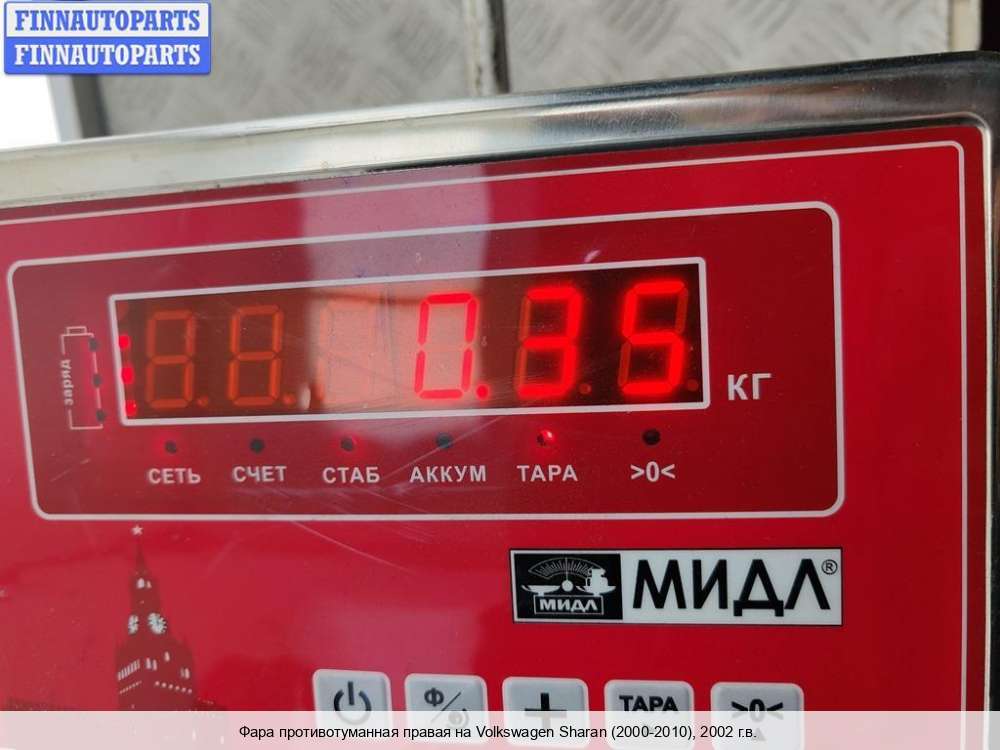 FINNAUTOPARTS
FINNAUTOPARTS
0.35
КГ
заряд
СЕТЬ СЧЕТ СТАБ АККУМ ТАРА >0<
МИДЛ МИДЛ®
Ф ТАРА >0<
Фара противотуманная правая на Volkswagen Sharan (2000-2010), 2002 г.в.